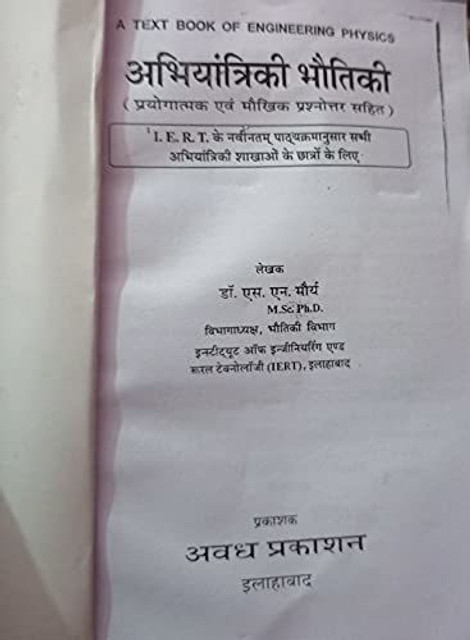 A TEXT BOOK OF ENGINEERING PHYSICS
अभियांत्रिकी भौतिकी
( प्रयोगात्मक एवं मौखिक प्रश्नोत्तर सहित )
I. E. R. T. के नवीनतम् पाठ्यक्रमानुसार सभी
अभियांत्रिकी शाखाओं के छात्रों के लिए
लेखक
डॉ. एस. एन. मौर्य
M.Sc. Ph.D.
विभागाध्यक्ष, भौतिकी विभाग
इन्स्टीट्यूट ऑफ इन्जीनियरिंग एण्ड
रूरल टेक्नोलॉजी (IERT), इलाहाबाद
प्रकाशक
अवध प्रकाशन
इलाहाबाद